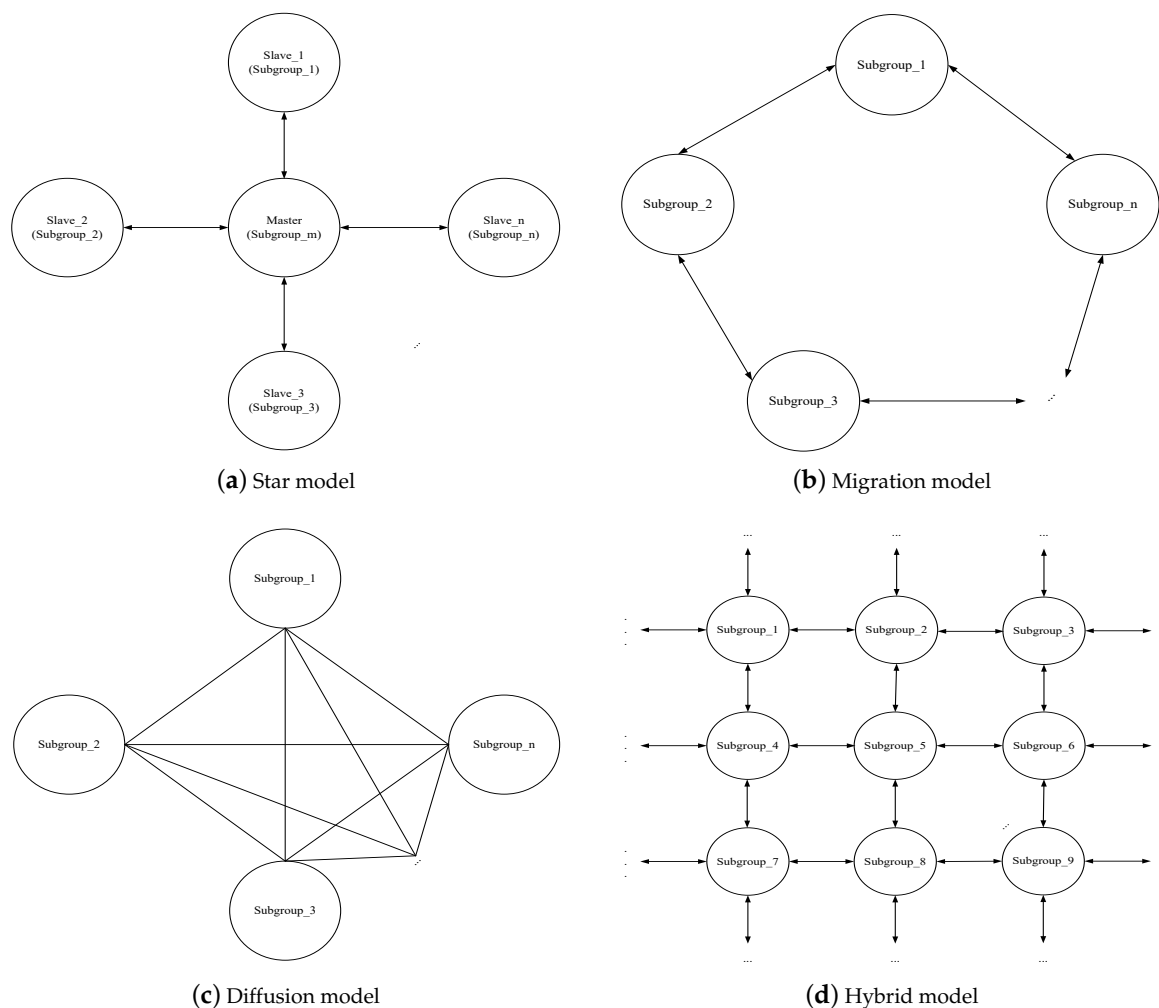 Slave_1
(Subgroup_1)
Slave_2
(Subgroup_2)
Master
(Subgroup_m)
Slave_n
(Subgroup_n)
...
Slave_3
(Subgroup_3)
(a) Star model
Subgroup_1
Subgroup_2
Subgroup_n
Subgroup_3
...
(b) Migration model
Subgroup_1
Subgroup_2
Subgroup_n
...
Subgroup_3
(c) Diffusion model
... ... ...
...
Subgroup_1 Subgroup_2 Subgroup_3
...
Subgroup_4 Subgroup_5 Subgroup_6
...
...
Subgroup_7 Subgroup_8 Subgroup_9
... ... ...
(d) Hybrid model